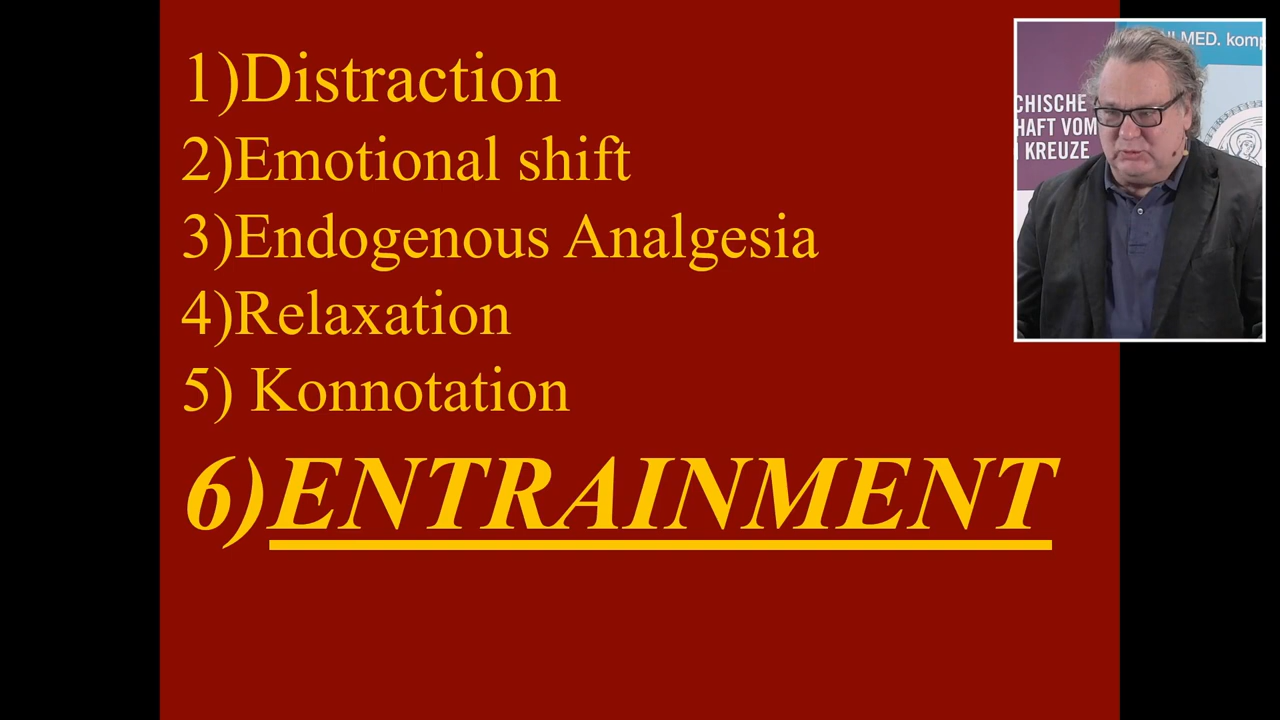 1)Distraction
2)Emotional shift
3)Endogenous Analgesia
4)Relaxation
5) Konnotation
6)ENTRAINMENT
MED.
CHISCHE
HAFT VOM
KREUZE